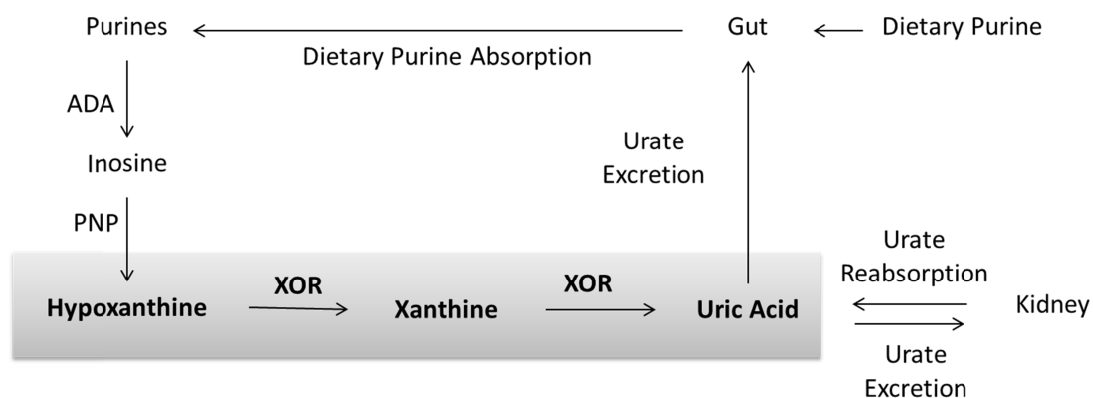 Purines
Gut
Dietary Purine
Dietary Purine Absorption
ADA
Inosine
Urate
Excretion
PNP
Urate
Reabsorption
Hypoxanthine
XOR
Xanthine
XOR
Uric Acid
Kidney
Urate
Excretion